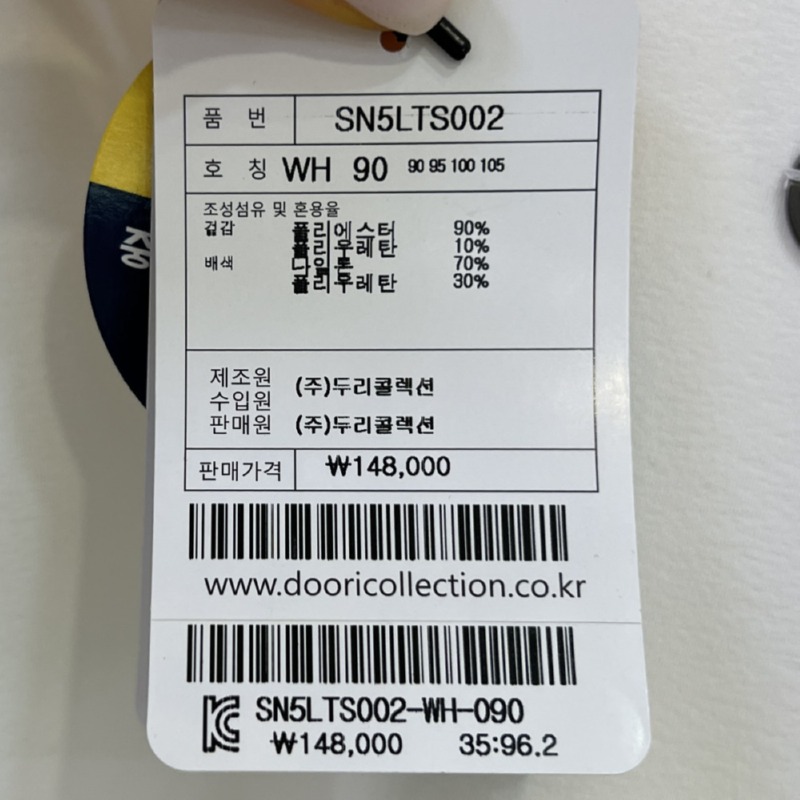 품 번 SN5LTS002
호 칭 WH 90 90 95 100 105
조성섬유 및 혼용율
겉감 폴리에스터 90%
폴리우레탄 10%
배색 나일론 70%
폴리우레탄 30%
제조원 (주)두리콜렉션
수입원
판매원 (주)두리콜렉션
판매가격 ₩148,000
www.dooricollection.co.kr
SN5LTS002-WH-090
₩148,000 35:96.2
중